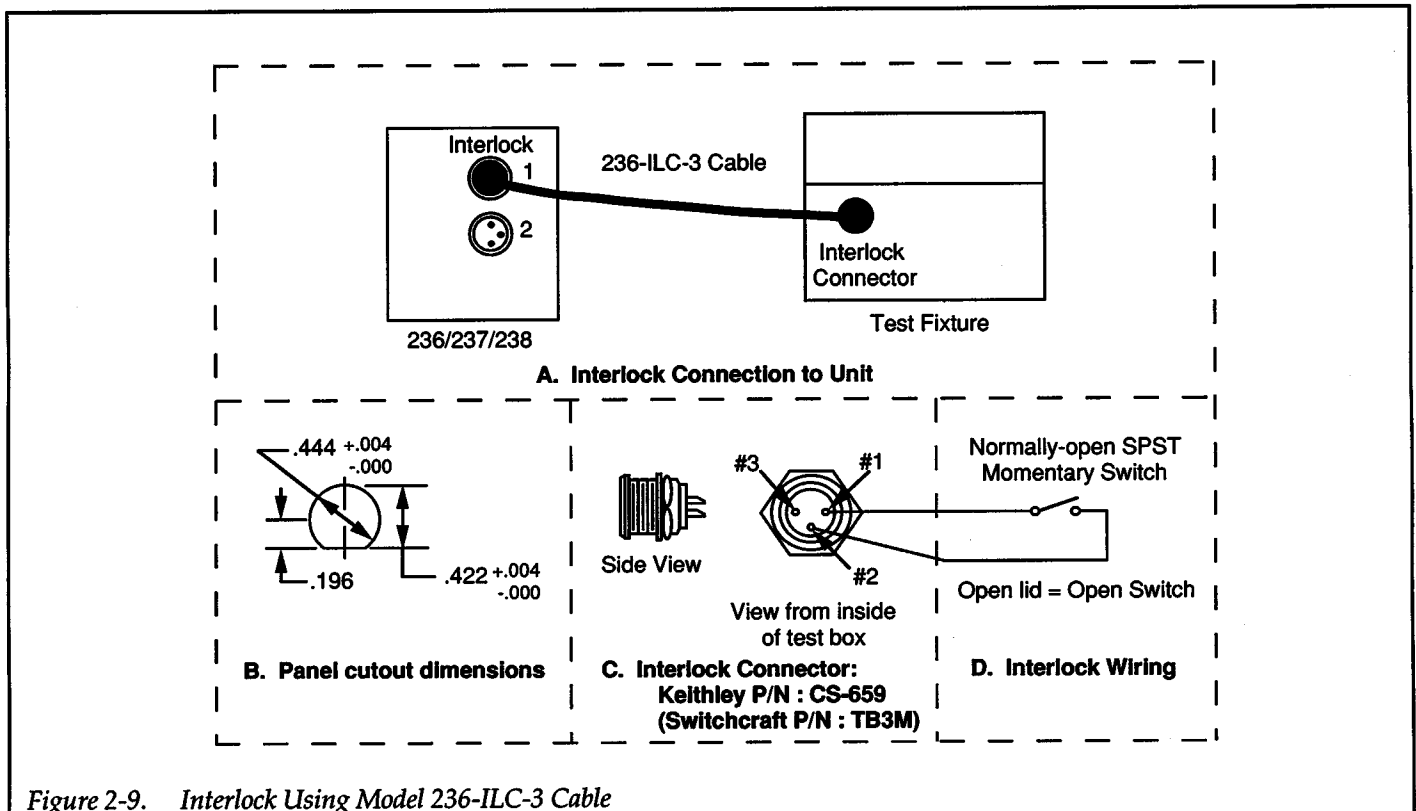 Interlock
1
2
236-ILC-3 Cable
Interlock
Connector
236/237/238
Test Fixture
A. Interlock Connection to Unit
.444 +.004
-.000
.196
.422 +.004
-.000
B. Panel cutout dimensions
#3
#1
#2
Side View
View from inside
of test box
C. Interlock Connector:
Keithley P/N : CS-659
(Switchcraft P/N : TB3M)
Normally-open SPST
Momentary Switch
Open lid = Open Switch
D. Interlock Wiring
Figure 2-9. Interlock Using Model 236-ILC-3 Cable